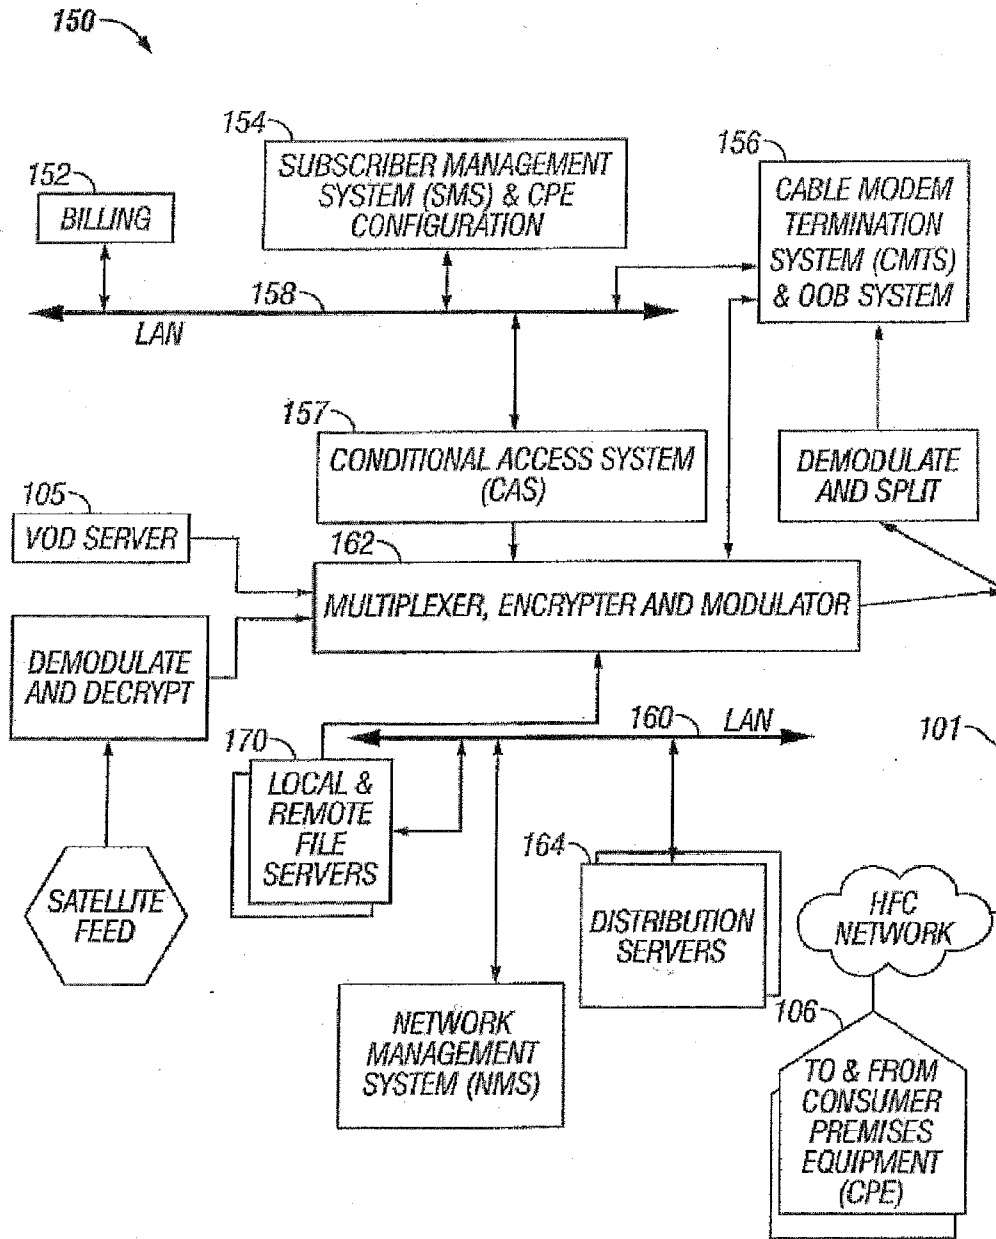 150
154
SUBSCRIBER MANAGEMENT
SYSTEM (SMS) & CPE
CONFIGURATION
152
BILLING
156
CABLE MODEM
TERMINATION
SYSTEM (CMTS)
& OOB SYSTEM
158
LAN
157
CONDITIONAL ACCESS SYSTEM
(CAS)
DEMODULATE
AND SPLIT
105
VOD SERVER
162
MULTIPLEXER, ENCRYPTER AND MODULATOR
DEMODULATE
AND DECRYPT
160
LAN
101
170
LOCAL &
REMOTE
FILE
SERVERS
164
DISTRIBUTION
SERVERS
SATELLITE
FEED
HFC
NETWORK
NETWORK
MANAGEMENT
SYSTEM (NMS)
106
TO & FROM
CONSUMER
PREMISES
EQUIPMENT
(CPE)